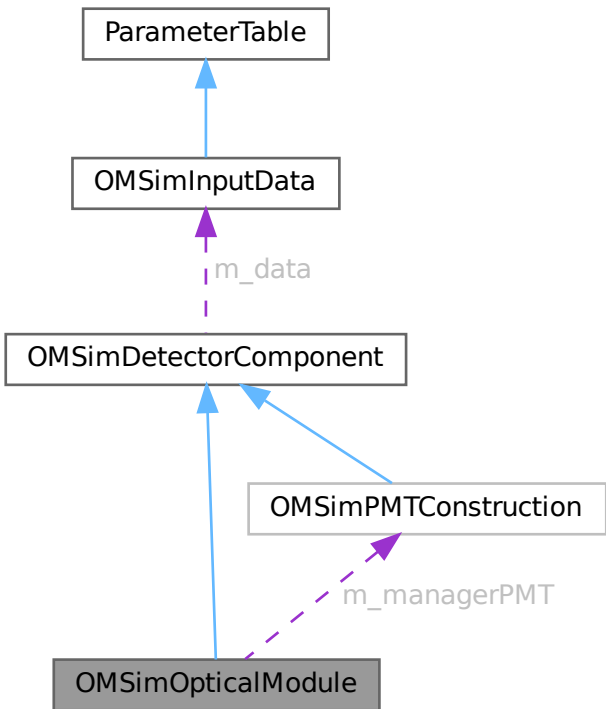 ParameterTable
OMSimInputData
m_data
OMSimDetectorComponent
OMSimPMTConstruction
m_managerPMT
OMSimOpticalModule